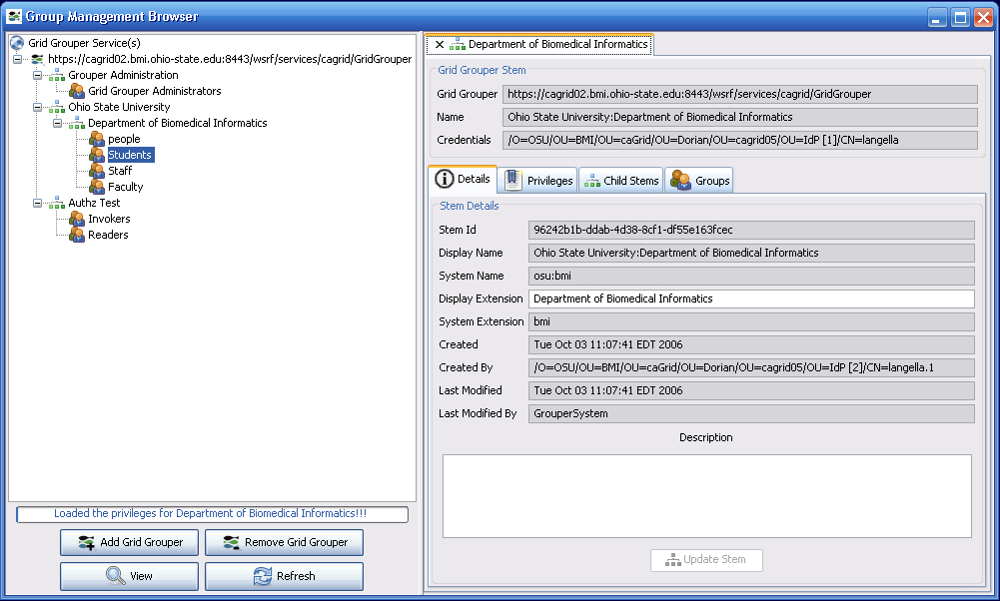 Group Management Browser
Grid Grouper Service(s)
https://cagrid02.bmi.ohio-state.edu:8443/wsrf/services/cagrid/GridGrouper
Grouper Administration
Grid Grouper Administrators
Ohio State University
Department of Biomedical Informatics
people
Students
Staff
Faculty
Authz Test
Invokers
Readers
Loaded the privileges for Department of Biomedical Informatics!!!
Add Grid Grouper
Remove Grid Grouper
View
Refresh
Department of Biomedical Informatics
Grid Grouper Stem
Grid Grouper https://cagrid02.bmi.ohio-state.edu:8443/wsrf/services/cagrid/GridGrouper
Name Ohio State University:Department of Biomedical Informatics
Credentials /O=OSU/OU=BMI/OU=caGrid/OU=Dorian/OU=cagrid05/OU=IdP [1]/CN=langella
Details Privileges Child Stems Groups
Stem Details
Stem Id 96242b1b-ddab-4d38-8cf1-df55e163fcec
Display Name Ohio State University:Department of Biomedical Informatics
System Name osu:bmi
Display Extension Department of Biomedical Informatics
System Extension bmi
Created Tue Oct 03 11:07:41 EDT 2006
Created By /O=OSU/OU=BMI/OU=caGrid/OU=Dorian/OU=cagrid05/OU=IdP [2]/CN=langella.1
Last Modified Tue Oct 03 11:07:41 EDT 2006
Last Modified By GrouperSystem
Description
Update Stem